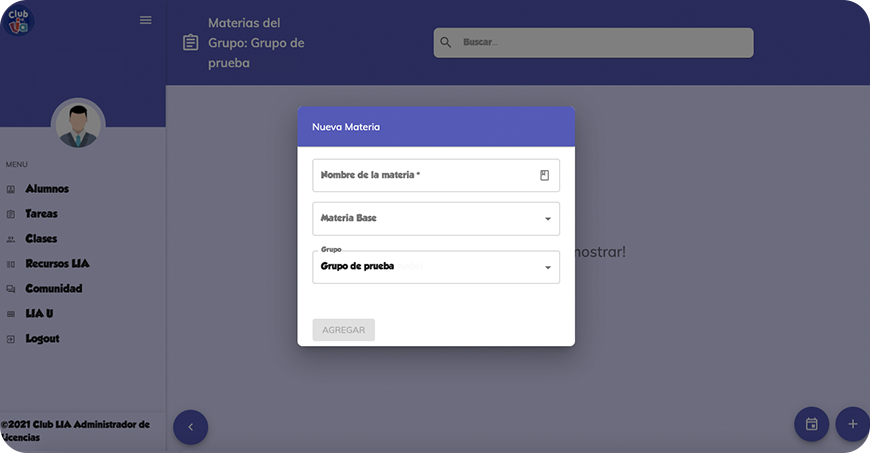 Club
LIA
Materias del
Grupo: Grupo de
prueba
Buscar...
MENU
Alumnos
Tareas
Clases
Recursos LIA
Comunidad
LIA U
Logout
©2021 Club LIA Administrador de
Licencias
Nueva Materia
Nombre de la materia *
Materia Base
Grupo
Grupo de prueba
AGREGAR
mostrar!